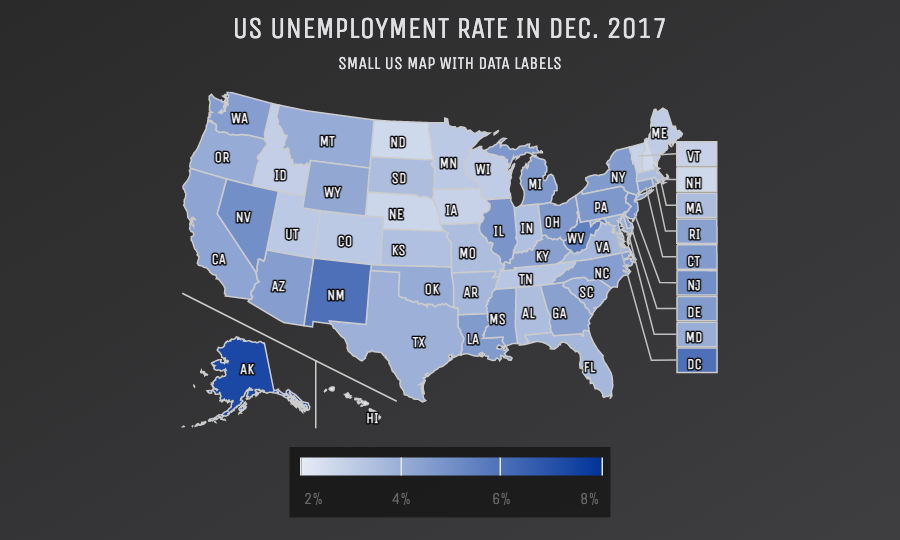 US UNEMPLOYMENT RATE IN DEC. 2017
SMALL US MAP WITH DATA LABELS
WA
MT
ND
MN
ME
OR
ID
WY
SD
WI
MI
NY
VT
NH
MA
RI
CT
NJ
DE
MD
DC
NV
UT
CO
NE
IA
IL
IN
OH
PA
WV
CA
AZ
NM
KS
MO
KY
VA
OK
AR
TN
NC
SC
TX
LA
MS
AL
GA
FL
AK
HI
2%
4%
6%
8%